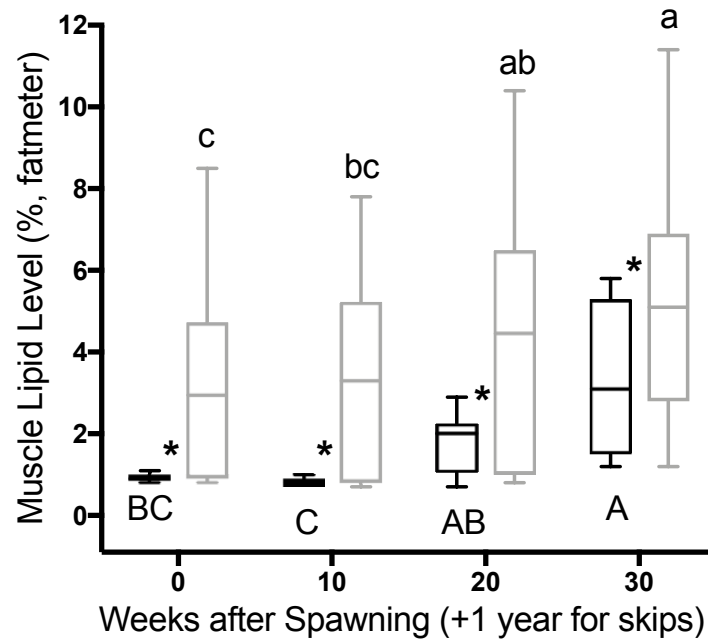 Muscle Lipid Level (%, fatmeter)
12
10
8
6
4
2
0
c
bc
ab
a
*
*
*
*
BC
C
AB
A
0
10
20
30
Weeks after Spawning (+1 year for skips)